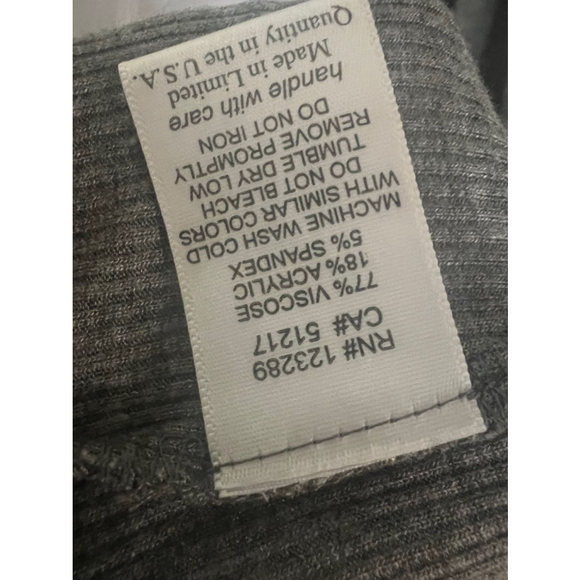 RN# 123289
CA# 51217
77% VISCOSE
18% ACRYLIC
5% SPANDEX
MACHINE WASH COLD
WITH SIMILAR COLORS
DO NOT BLEACH
TUMBLE DRY LOW
REMOVE PROMPTLY
DO NOT IRON
handle with care
Made in Limited
Quantity in the U.S.A.